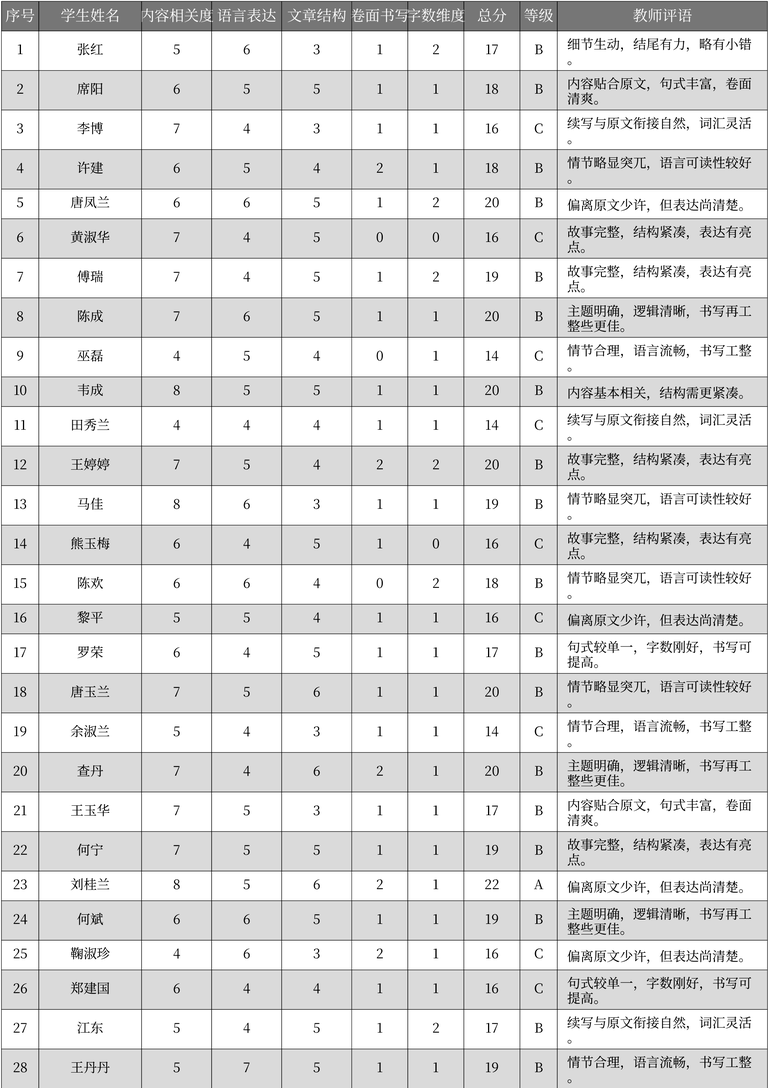 序号 学生姓名 内容相关度 语言表达 文章结构 卷面书写 字数维度 总分 等级 教师评语
1 张红 5 6 3 1 2 17 B 细节生动，结尾有力，略有小错
。
2 席阳 6 5 5 1 1 18 B 内容贴合原文，句式丰富，卷面
清爽。
3 李博 7 4 3 1 1 16 C 续写与原文衔接自然，词汇灵活
。
4 许建 6 5 4 2 1 18 B 情节略显突兀，语言可读性较好
。
5 唐凤兰 6 6 5 1 2 20 B 偏离原文少许，但表达尚清楚。
6 黄淑华 7 4 5 0 0 16 C 故事完整，结构紧凑，表达有亮
点。
7 傅瑞 7 4 5 1 2 19 B 故事完整，结构紧凑，表达有亮
点。
8 陈成 7 6 5 1 1 20 B 主题明确，逻辑清晰，书写再工
整些更佳。
9 巫磊 4 5 4 0 1 14 C 情节合理，语言流畅，书写工整
。
10 韦成 8 5 5 1 1 20 B 内容基本相关，结构需更紧凑。
11 田秀兰 4 4 4 1 1 14 C 续写与原文衔接自然，词汇灵活
。
12 王婷婷 7 5 4 2 2 20 B 故事完整，结构紧凑，表达有亮
点。
13 马佳 8 6 3 1 1 19 B 情节略显突兀，语言可读性较好
。
14 熊玉梅 6 4 5 1 0 16 C 故事完整，结构紧凑，表达有亮
点。
15 陈欢 6 6 4 0 2 18 B 情节略显突兀，语言可读性较好
。
16 黎平 5 5 4 1 1 16 C 偏离原文少许，但表达尚清楚。
17 罗荣 6 4 5 1 1 17 B 句式较单一，字数刚好，书写可
提高。
18 唐玉兰 7 5 6 1 1 20 B 情节略显突兀，语言可读性较好
。
19 余淑兰 5 4 3 1 1 14 C 情节合理，语言流畅，书写工整
。
20 查丹 7 4 6 2 1 20 B 主题明确，逻辑清晰，书写再工
整些更佳。
21 王玉华 7 5 3 1 1 17 B 内容贴合原文，句式丰富，卷面
清爽。
22 何宁 7 5 5 1 1 19 B 故事完整，结构紧凑，表达有亮
点。
23 刘桂兰 8 5 6 2 1 22 A 偏离原文少许，但表达尚清楚。
24 何斌 6 6 5 1 1 19 B 主题明确，逻辑清晰，书写再工
整些更佳。
25 鞠淑珍 4 6 3 2 1 16 C 偏离原文少许，但表达尚清楚。
26 郑建国 6 4 4 1 1 16 C 句式较单一，字数刚好，书写可
提高。
27 江东 5 4 5 1 2 17 B 续写与原文衔接自然，词汇灵活
。
28 王丹丹 5 7 5 1 1 19 B 情节合理，语言流畅，书写工整
。